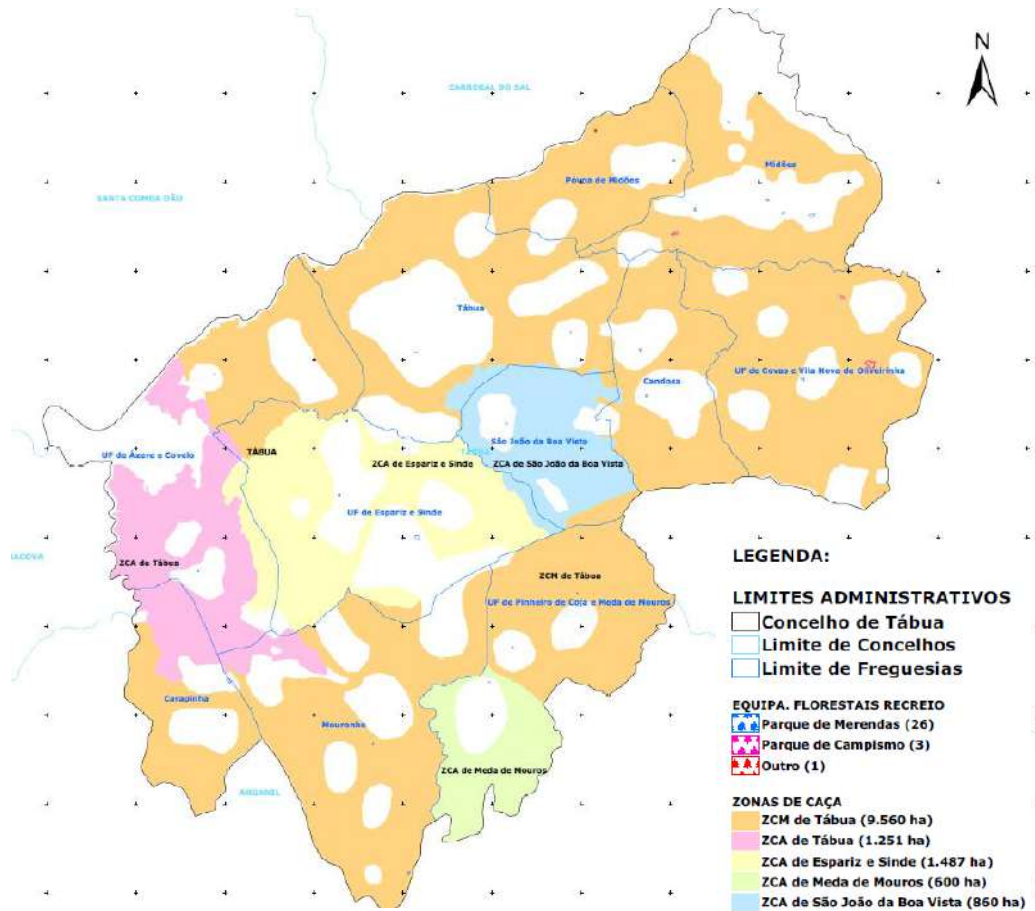 N
CARREGAL DO SAL
Midões
Povoa de Midões
SANTA COMBA DÃO
Tábua
UF de Covas e Vila Nova de Oliveirinha
Candosa
São João da Boa Vista
UF de Ázere e Covelo
TÁBUA
ZCA de Espariz e Sinde
ZCA de São João da Boa Vista
UF de Espariz e Sinde
ZCA de Tábua
ZCM de Tábua
UF de Pinheiro de Coja e Meda de Mouros
Carapinha
Mouronho
ZCA de Meda de Mouros
ARGANIL
LEGENDA:
LIMITES ADMINISTRATIVOS
Concelho de Tábua
Limite de Concelhos
Limite de Freguesias
EQUIPA. FLORESTAIS RECREIO
Parque de Merendas (26)
Parque de Campismo (3)
Outro (1)
ZONAS DE CAÇA
ZCM de Tábua (9.560 ha)
ZCA de Tábua (1.251 ha)
ZCA de Espariz e Sinde (1.487 ha)
ZCA de Meda de Mouros (600 ha)
ZCA de São João da Boa Vista (860 ha)